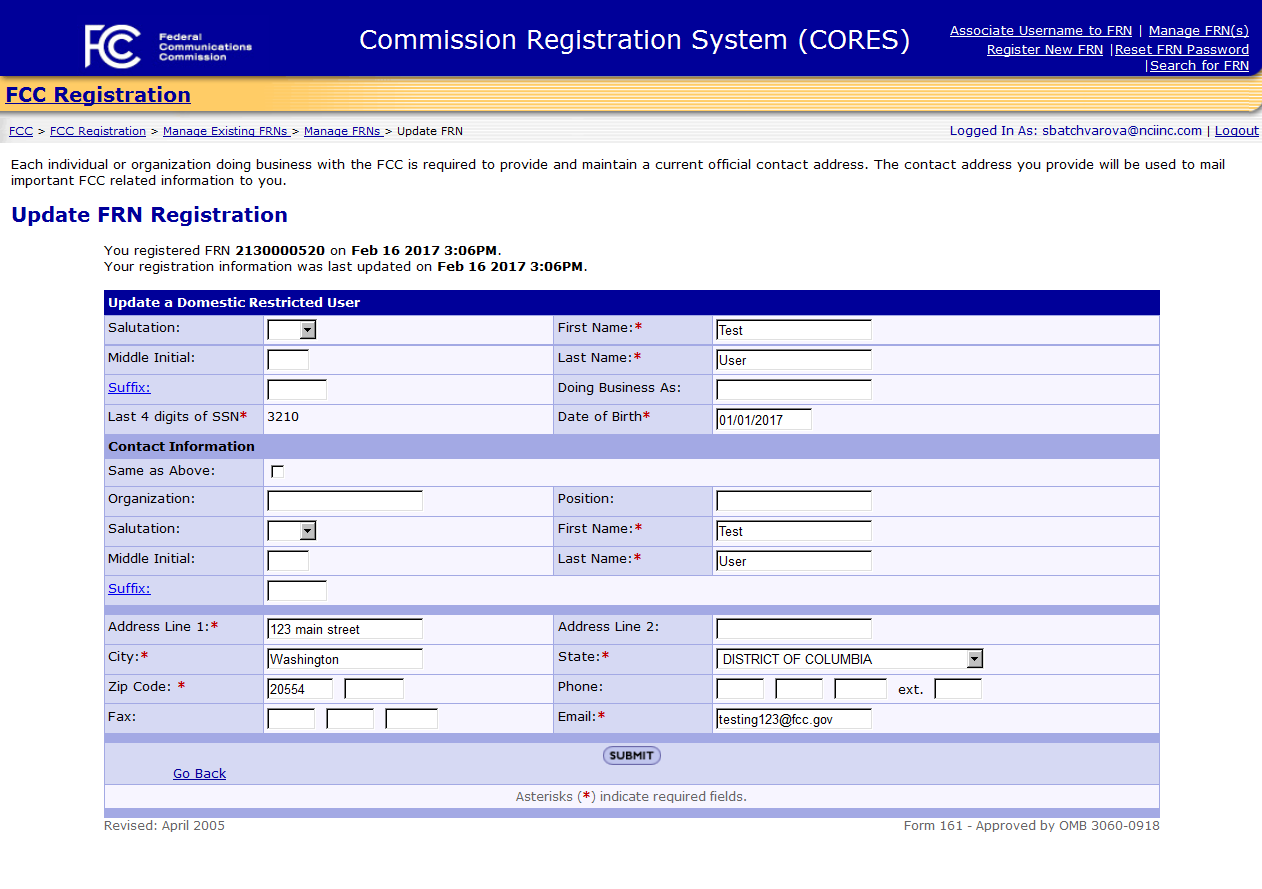 FCC Federal
Communications
Commission
Commission Registration System (CORES)
Associate Username to FRN | Manage FRN(s)
Register New FRN |Reset FRN Password
|Search for FRN
FCC Registration
FCC > FCC Registration > Manage Existing FRNs > Manage FRNs > Update FRN
Logged In As: sbatchvarova@nciinc.com | Logout
Each individual or organization doing business with the FCC is required to provide and maintain a current official contact address. The contact address you provide will be used to mail
important FCC related information to you.
Update FRN Registration
You registered FRN 2130000520 on Feb 16 2017 3:06PM.
Your registration information was last updated on Feb 16 2017 3:06PM.
Update a Domestic Restricted User
Salutation: First Name:* Test
Middle Initial: Last Name:* User
Suffix: Doing Business As:
Last 4 digits of SSN* 3210 Date of Birth* 01/01/2017
Contact Information
Same as Above:
Organization: Position:
Salutation: First Name:* Test
Middle Initial: Last Name:* User
Suffix:
Address Line 1:* 123 main street Address Line 2:
City:* Washington State:* DISTRICT OF COLUMBIA
Zip Code: * 20554 Phone: ext.
Fax: Email:* testing123@fcc.gov
SUBMIT
Go Back
Asterisks (*) indicate required fields.
Revised: April 2005 Form 161 - Approved by OMB 3060-0918